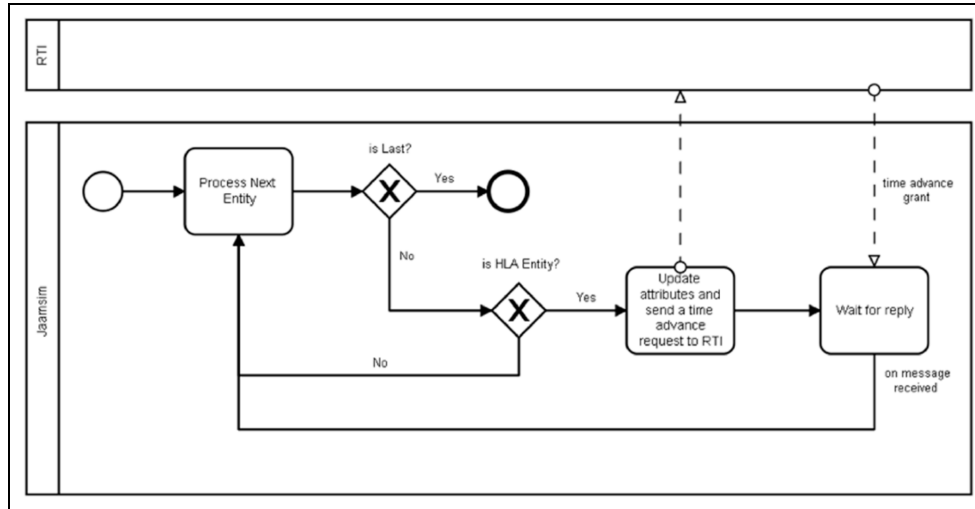 RTI
Jaamsim
is Last?
Process Next
Entity
Yes
No
is HLA Entity?
Yes
No
Update
attributes and
send a time
advance
request to RTI
Wait for reply
time advance
grant
on message
received